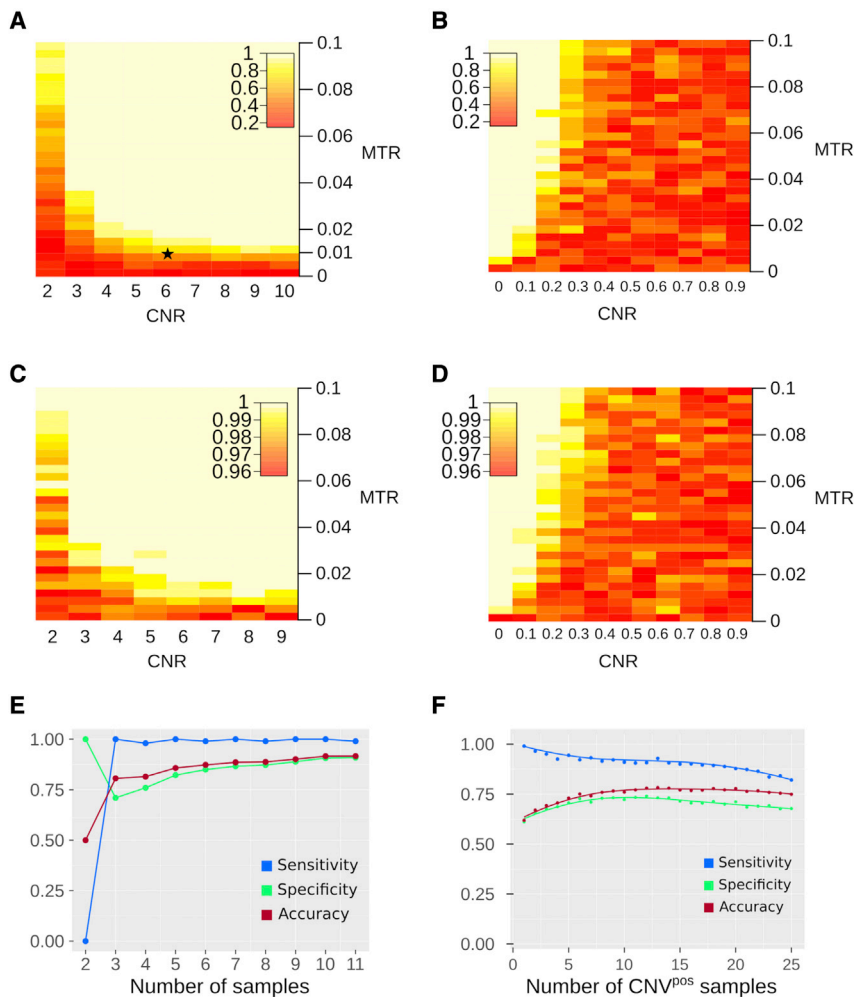 A
1
0.8
0.6
0.4
0.2
0.1
0.08
0.06
MTR
0.04
0.02
0.01
0
2 3 4 5 6 7 8 9 10
CNR
B
1
0.8
0.6
0.4
0.2
0.1
0.08
0.06
MTR
0.04
0.02
0
0 0.1 0.2 0.3 0.4 0.5 0.6 0.7 0.8 0.9
CNR
C
1
0.99
0.98
0.97
0.96
0.1
0.08
0.06
MTR
0.04
0.02
0
2 3 4 5 6 7 8 9
CNR
D
1
0.99
0.98
0.97
0.96
0.1
0.08
0.06
MTR
0.04
0.02
0
0 0.1 0.2 0.3 0.4 0.5 0.6 0.7 0.8 0.9
CNR
E
1.00
0.75
0.50
0.25
0.00
Sensitivity
Specificity
Accuracy
2 3 4 5 6 7 8 9 10 11
Number of samples
F
1.00
0.75
0.50
0.25
0.00
Sensitivity
Specificity
Accuracy
0 5 10 15 20 25
Number of CNVpos samples